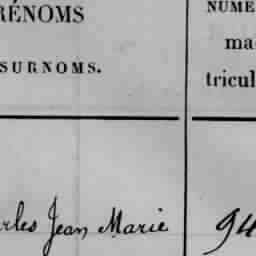 RÉNOMS
SURNOMS.
NUMÉ
ma
tricul
rles Jean Marie
94